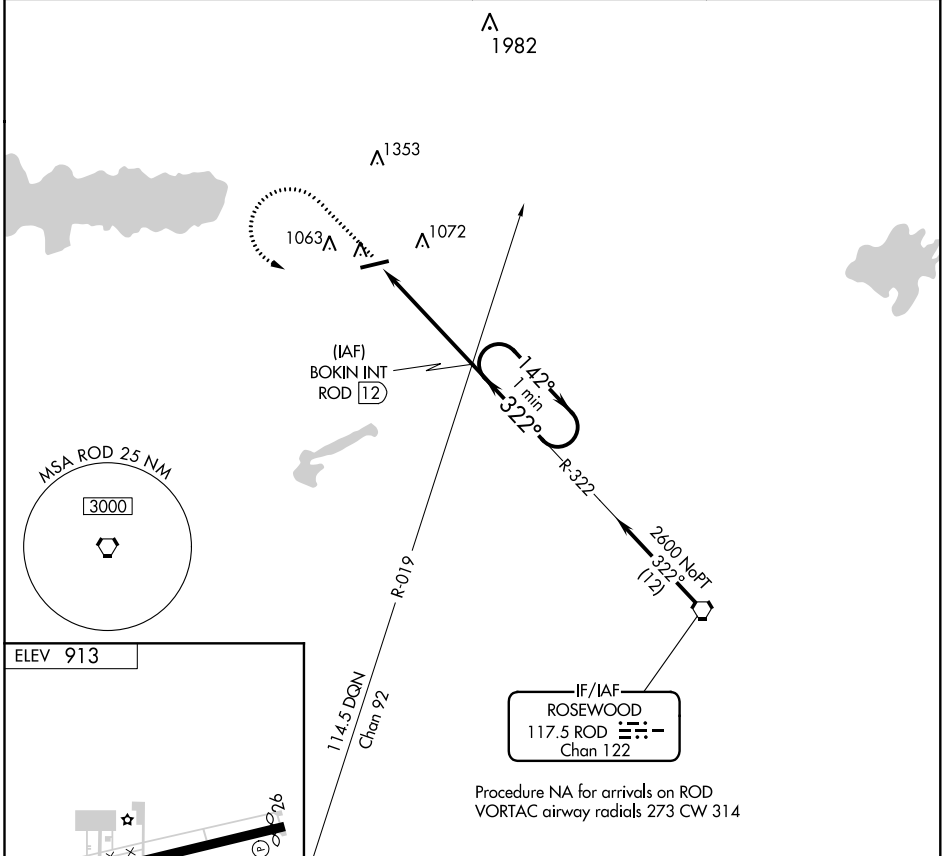 1982
1353
1063
1072
(IAF)
BOKIN INT
ROD 12
142°
1 min
322°
R-322
MSA ROD 25 NM
3000
2600 NoPT
322°
(12)
R-019
114.5 DQN
Chan 92
ELEV 913
IF/IAF
ROSEWOOD
117.5 ROD
Chan 122
Procedure NA for arrivals on ROD
VORTAC airway radials 273 CW 314
26
P
X
X